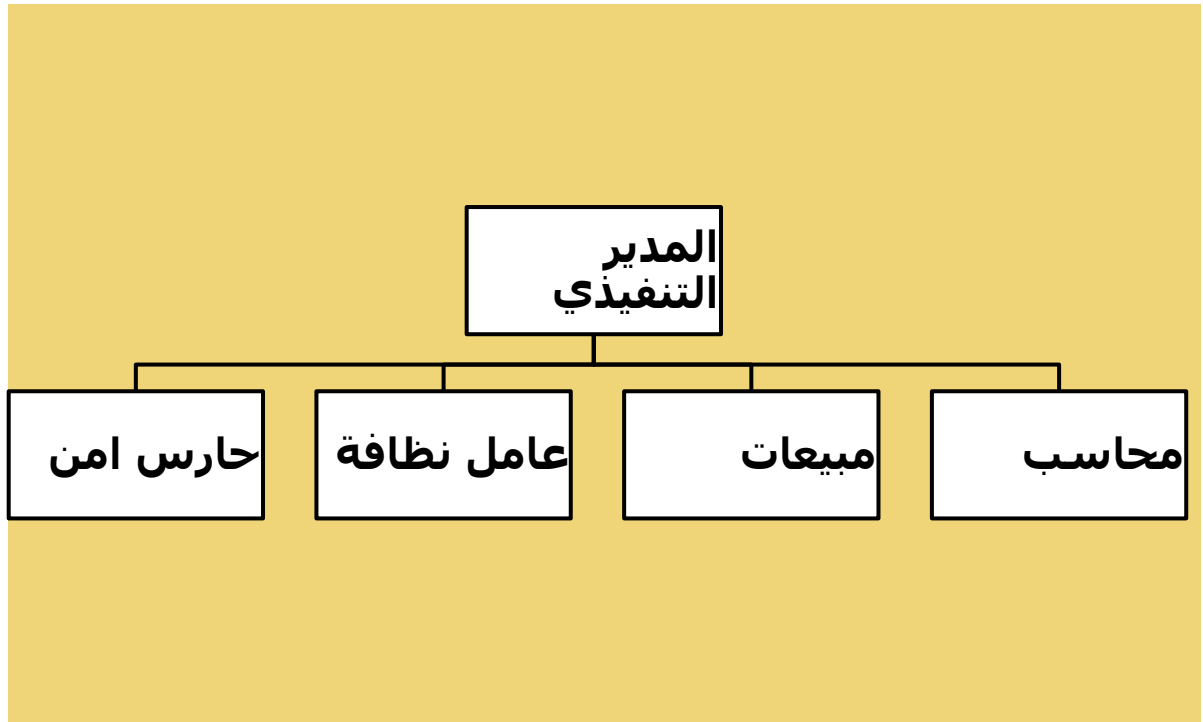 المدير
التنفيذي
محاسب
مبيعات
عامل نظافة
حارس امن